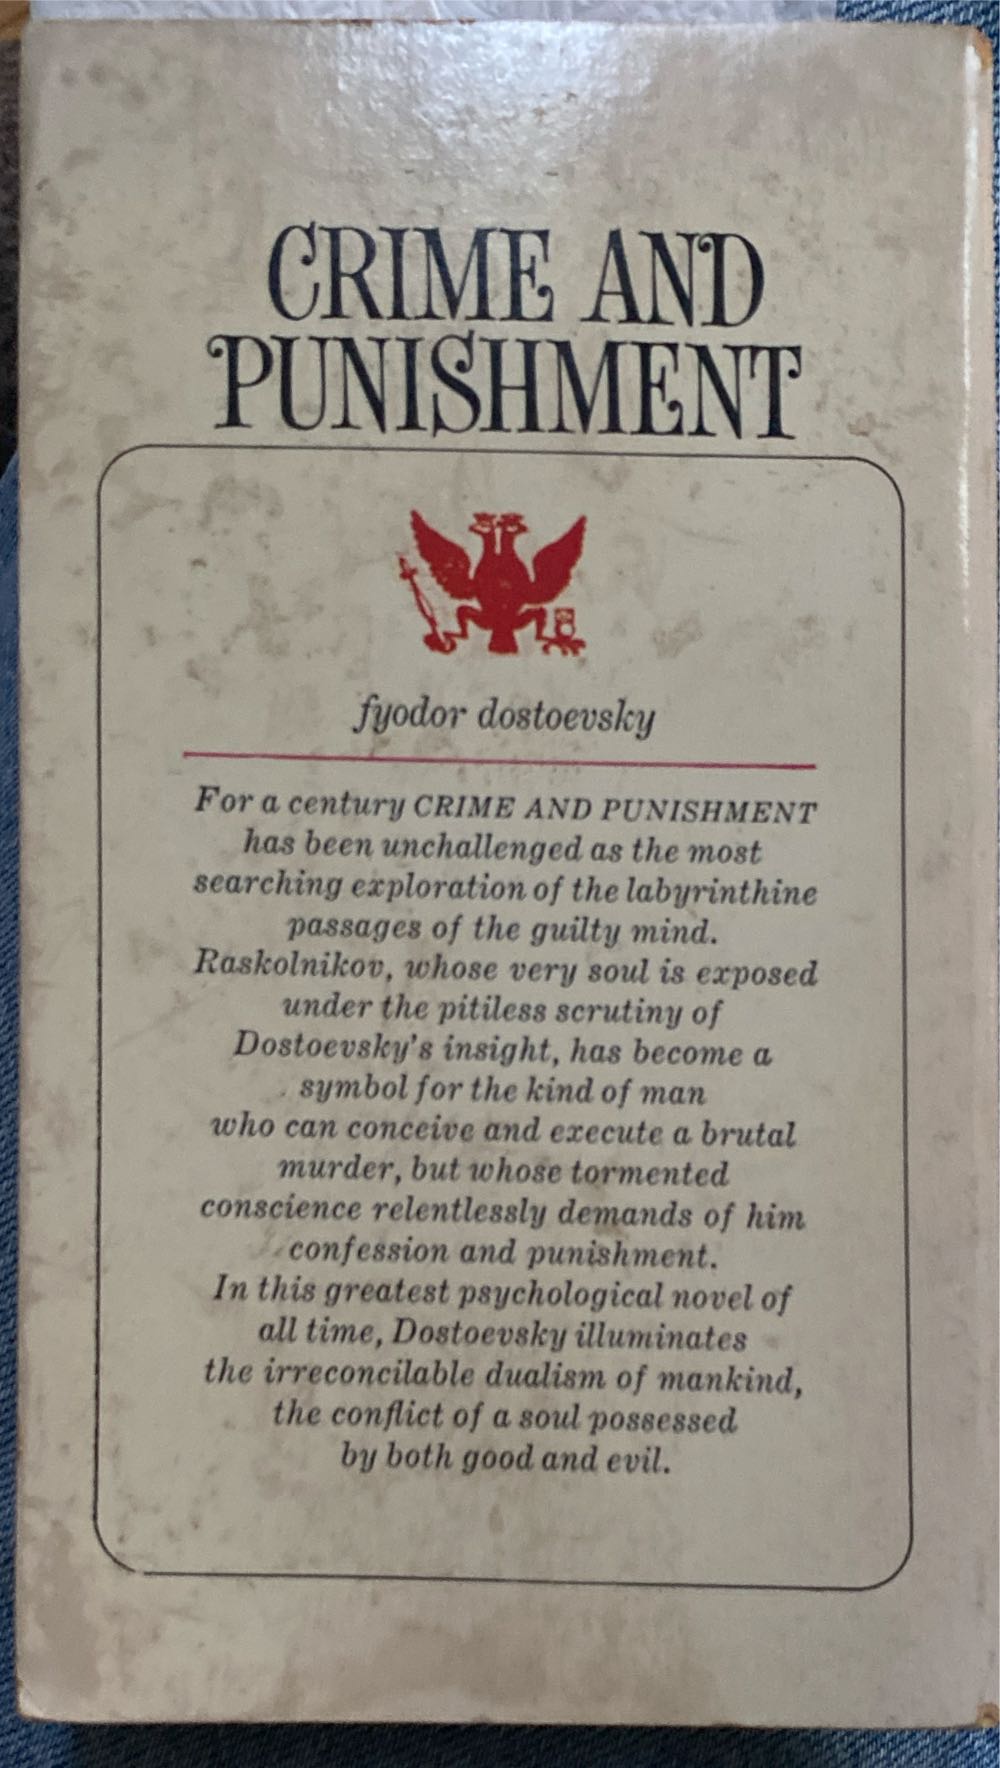 CRIME AND
PUNISHMENT
fyodor dostoevsky
For a century CRIME AND PUNISHMENT
has been unchallenged as the most
searching exploration of the labyrinthine
passages of the guilty mind.
Raskolnikov, whose very soul is exposed
under the pitiless scrutiny of
Dostoevsky's insight, has become a
symbol for the kind of man
who can conceive and execute a brutal
murder, but whose tormented
conscience relentlessly demands of him
confession and punishment.
In this greatest psychological novel of
all time, Dostoevsky illuminates
the irreconcilable dualism of mankind,
the conflict of a soul possessed
by both good and evil.